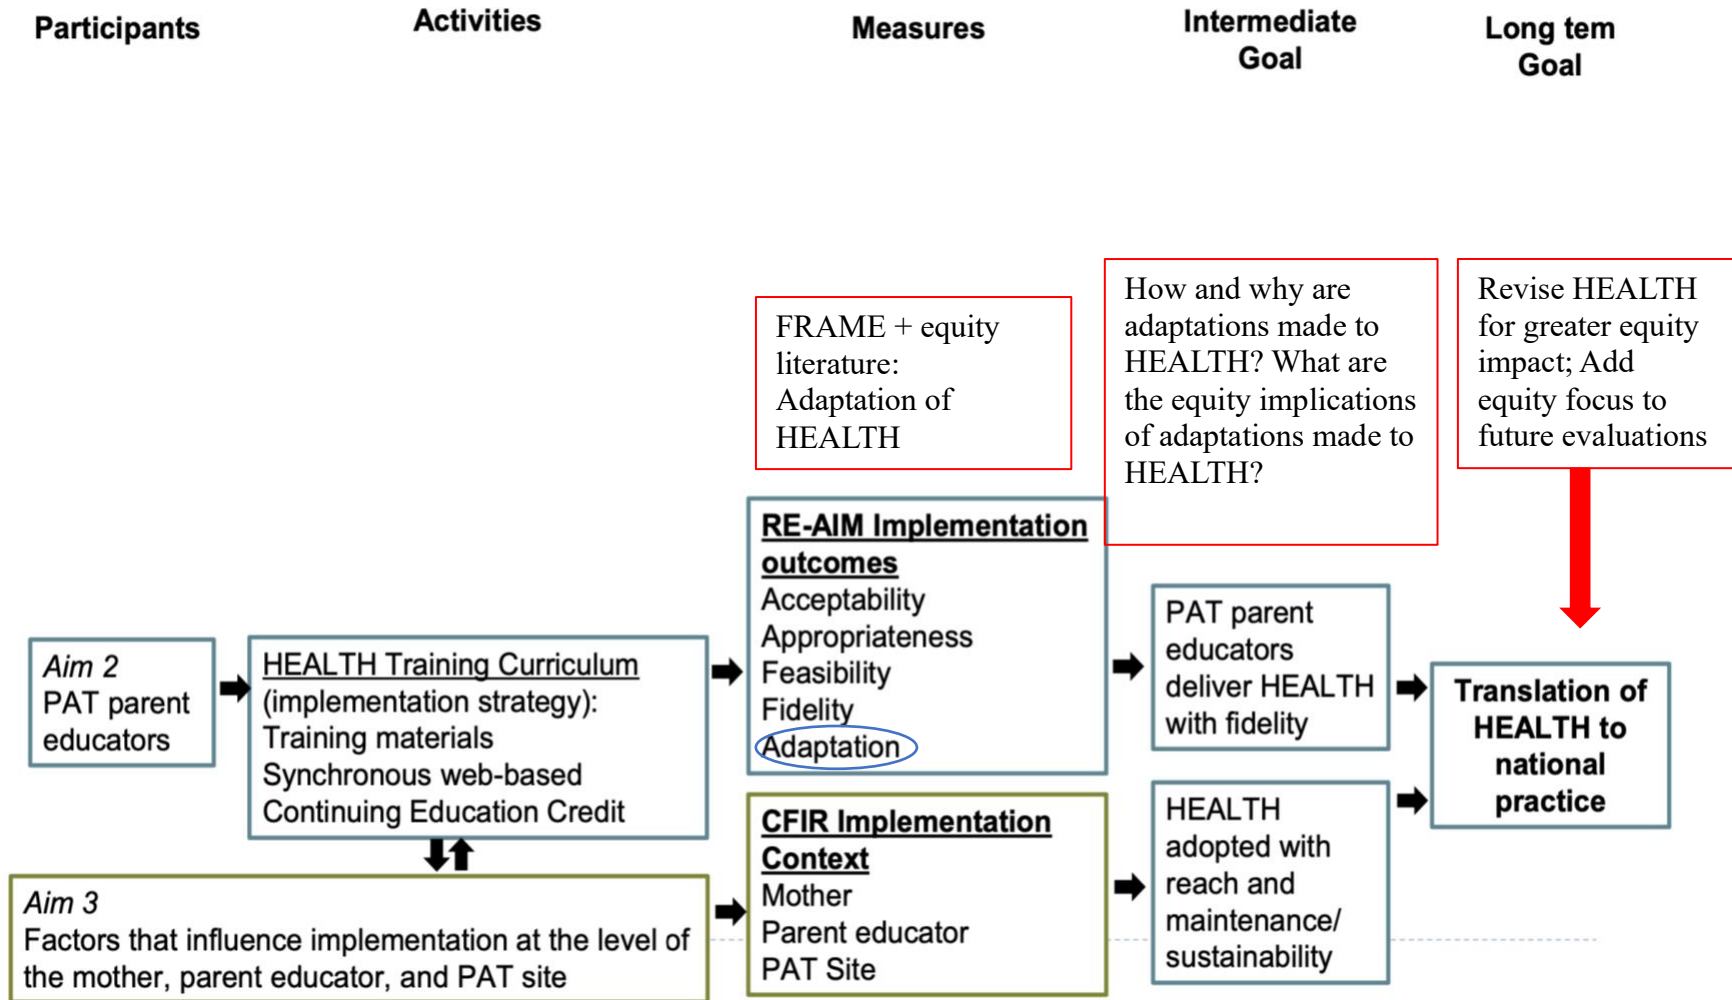 Participants
Activities
Measures
Intermediate
Goal
Long tem
Goal
FRAME + equity
literature:
Adaptation of
HEALTH
How and why are
adaptations made to
HEALTH? What are
the equity implications
of adaptations made to
HEALTH?
Revise HEALTH
for greater equity
impact; Add
equity focus to
future evaluations
Aim 2
PAT parent
educators
HEALTH Training Curriculum
(implementation strategy):
Training materials
Synchronous web-based
Continuing Education Credit
RE-AIM Implementation
outcomes
Acceptability
Appropriateness
Feasibility
Fidelity
Adaptation
PAT parent
educators
deliver HEALTH
with fidelity
Translation of
HEALTH to
national
practice
Aim 3
Factors that influence implementation at the level of
the mother, parent educator, and PAT site
CFIR Implementation
Context
Mother
Parent educator
PAT Site
HEALTH
adopted with
reach and
maintenance/
sustainability